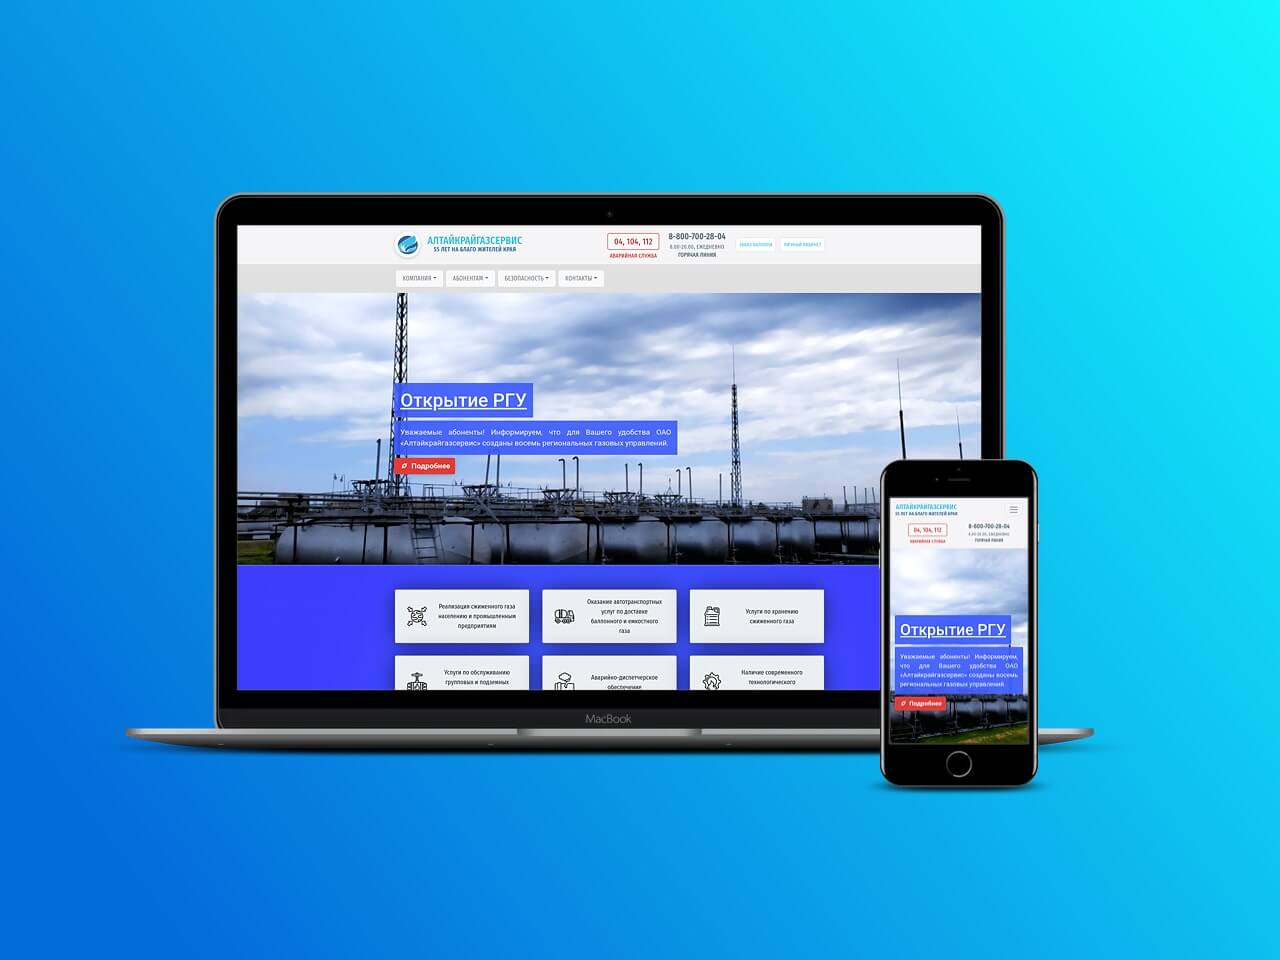 АЛТАЙКРАЙГАЗСЕРВИС
55 ЛЕТ НА БЛАГО ЖИТЕЛЕЙ КРАЯ
04, 104, 112
АВАРИЙНАЯ СЛУЖБА
8-800-700-28-04
8.00-20.00, ЕЖЕДНЕВНО
ГОРЯЧАЯ ЛИНИЯ
ЗАКАЗ БАЛЛОНА
ЛИЧНЫЙ КАБИНЕТ
КОМПАНИЯ
АБОНЕНТАМ
БЕЗОПАСНОСТЬ
КОНТАКТЫ
Открытие РГУ
Уважаемые абоненты! Информируем, что для Вашего удобства ОАО
«Алтайкрайгазсервис» созданы восемь региональных газовых управлений.
Подробнее
Реализация сжиженного газа
населению и промышленным
предприятиям
Оказание автотранспортных
услуг по доставке
баллонного и емкостного
газа
Услуги по хранению
сжиженного газа
Услуги по обслуживанию
групповых и подземных
Аварийно-диспетчерское
обеспечение
Наличие современного
технологического
MacBook
АЛТАЙКРАЙГАЗСЕРВИС
55 ЛЕТ НА БЛАГО ЖИТЕЛЕЙ КРАЯ
04, 104, 112
АВАРИЙНАЯ СЛУЖБА
8-800-700-28-04
8.00-20.00, ЕЖЕДНЕВНО
ГОРЯЧАЯ ЛИНИЯ
Открытие РГУ
Уважаемые абоненты! Информируем,
что для Вашего удобства ОАО
«Алтайкрайгазсервис» созданы восемь
региональных газовых управлений.
Подробнее